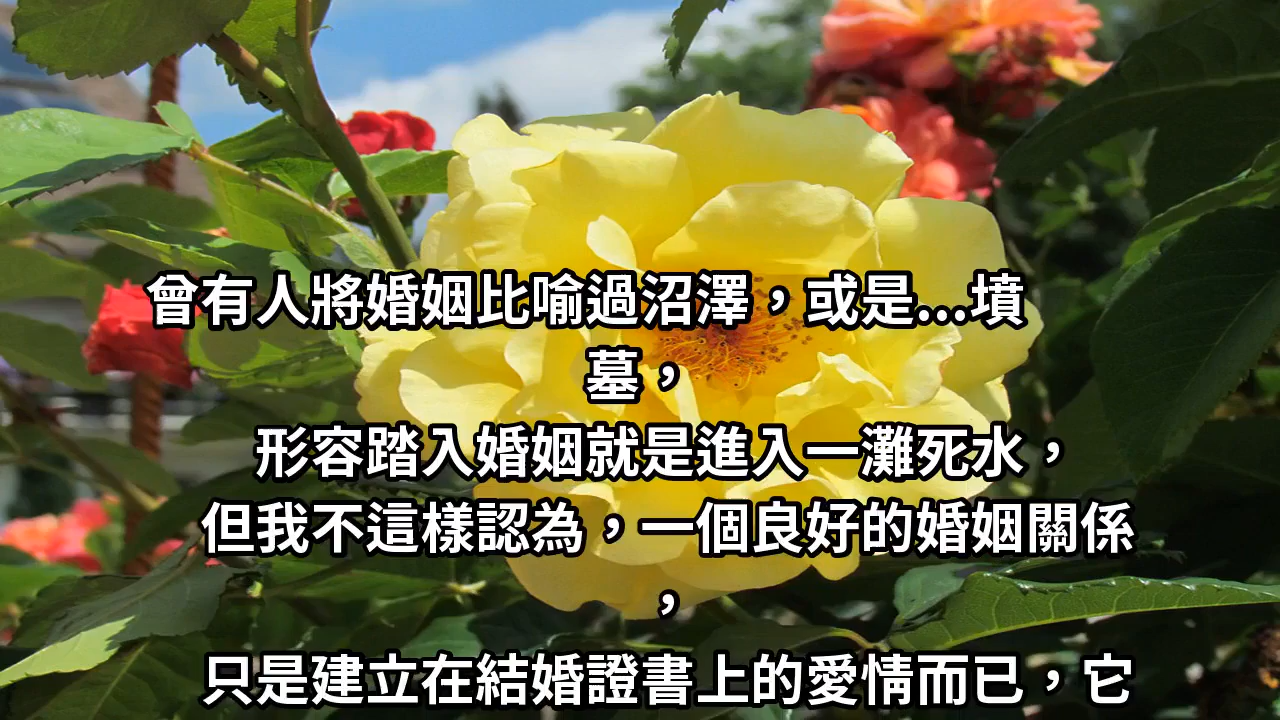 曾有人將婚姻比喻過沼澤，或是...墳
墓，
形容踏入婚姻就是進入一灘死水，
但我不這樣認為，一個良好的婚姻關係
，
只是建立在結婚證書上的愛情而已，它